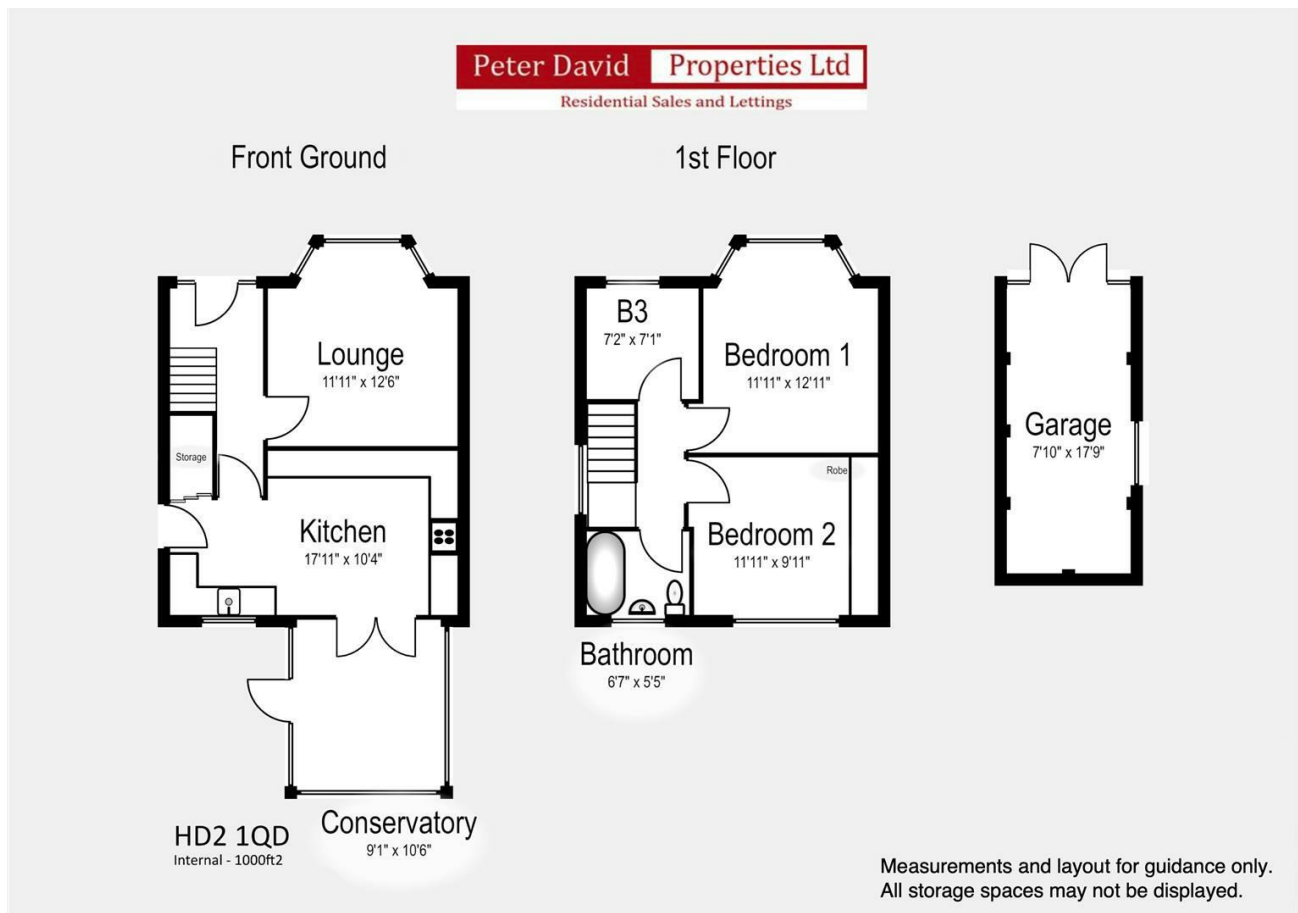 Peter David Properties Ltd
Residential Sales and Lettings
Front Ground
1st Floor
Lounge
11'11" x 12'6"
Storage
Kitchen
17'11" x 10'4"
Conservatory
9'1" x 10'6"
HD2 1QD
Internal - 1000ft2
B3
7'2" x 7'1"
Bedroom 1
11'11" x 12'11"
Robe
Bedroom 2
11'11" x 9'11"
Bathroom
6'7" x 5'5"
Garage
7'10" x 17'9"
Measurements and layout for guidance only.
All storage spaces may not be displayed.